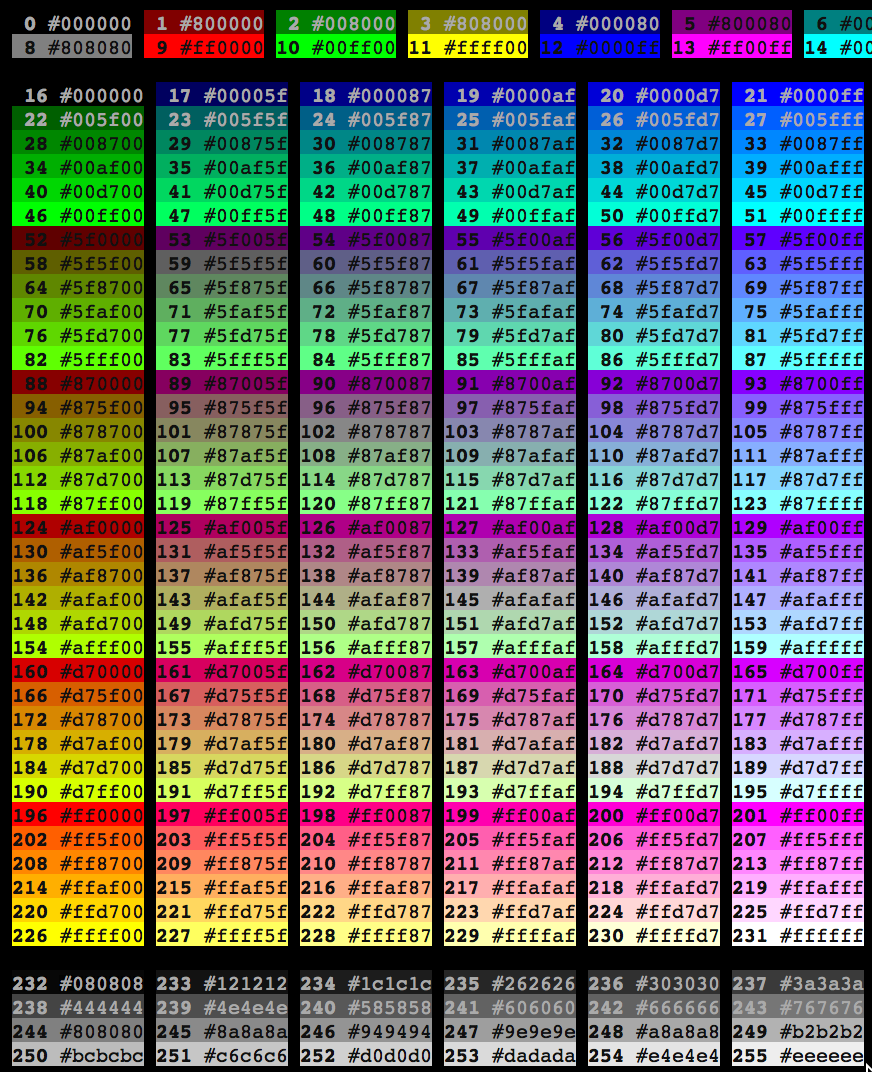 0 #000000 1 #800000 2 #008000 3 #808000 4 #000080 5 #800080 6 #00
8 #808080 9 #ff0000 10 #00ff00 11 #ffff00 12 #0000ff 13 #ff00ff 14 #00
16 #000000 17 #00005f 18 #000087 19 #0000af 20 #0000d7 21 #0000ff
22 #005f00 23 #005f5f 24 #005f87 25 #005faf 26 #005fd7 27 #005fff
28 #008700 29 #00875f 30 #008787 31 #0087af 32 #0087d7 33 #0087ff
34 #00af00 35 #00af5f 36 #00af87 37 #00afaf 38 #00afd7 39 #00afff
40 #00d700 41 #00d75f 42 #00d787 43 #00d7af 44 #00d7d7 45 #00d7ff
46 #00ff00 47 #00ff5f 48 #00ff87 49 #00ffaf 50 #00ffd7 51 #00ffff
52 #5f0000 53 #5f005f 54 #5f0087 55 #5f00af 56 #5f00d7 57 #5f00ff
58 #5f5f00 59 #5f5f5f 60 #5f5f87 61 #5f5faf 62 #5f5fd7 63 #5f5fff
64 #5f8700 65 #5f875f 66 #5f8787 67 #5f87af 68 #5f87d7 69 #5f87ff
70 #5faf00 71 #5faf5f 72 #5faf87 73 #5fafaf 74 #5fafd7 75 #5fafff
76 #5fd700 77 #5fd75f 78 #5fd787 79 #5fd7af 80 #5fd7d7 81 #5fd7ff
82 #5fff00 83 #5fff5f 84 #5fff87 85 #5fffaf 86 #5fffd7 87 #5fffff
88 #870000 89 #87005f 90 #870087 91 #8700af 92 #8700d7 93 #8700ff
94 #875f00 95 #875f5f 96 #875f87 97 #875faf 98 #875fd7 99 #875fff
100 #878700 101 #87875f 102 #878787 103 #8787af 104 #8787d7 105 #8787ff
106 #87af00 107 #87af5f 108 #87af87 109 #87afaf 110 #87afd7 111 #87afff
112 #87d700 113 #87d75f 114 #87d787 115 #87d7af 116 #87d7d7 117 #87d7ff
118 #87ff00 119 #87ff5f 120 #87ff87 121 #87ffaf 122 #87ffd7 123 #87ffff
124 #af0000 125 #af005f 126 #af0087 127 #af00af 128 #af00d7 129 #af00ff
130 #af5f00 131 #af5f5f 132 #af5f87 133 #af5faf 134 #af5fd7 135 #af5fff
136 #af8700 137 #af875f 138 #af8787 139 #af87af 140 #af87d7 141 #af87ff
142 #afaf00 143 #afaf5f 144 #afaf87 145 #afafaf 146 #afafd7 147 #afafff
148 #afd700 149 #afd75f 150 #afd787 151 #afd7af 152 #afd7d7 153 #afd7ff
154 #afff00 155 #afff5f 156 #afff87 157 #afffaf 158 #afffd7 159 #afffff
160 #d70000 161 #d7005f 162 #d70087 163 #d700af 164 #d700d7 165 #d700ff
166 #d75f00 167 #d75f5f 168 #d75f87 169 #d75faf 170 #d75fd7 171 #d75fff
172 #d78700 173 #d7875f 174 #d78787 175 #d787af 176 #d787d7 177 #d787ff
178 #d7af00 179 #d7af5f 180 #d7af87 181 #d7afaf 182 #d7afd7 183 #d7afff
184 #d7d700 185 #d7d75f 186 #d7d787 187 #d7d7af 188 #d7d7d7 189 #d7d7ff
190 #d7ff00 191 #d7ff5f 192 #d7ff87 193 #d7ffaf 194 #d7ffd7 195 #d7ffff
196 #ff0000 197 #ff005f 198 #ff0087 199 #ff00af 200 #ff00d7 201 #ff00ff
202 #ff5f00 203 #ff5f5f 204 #ff5f87 205 #ff5faf 206 #ff5fd7 207 #ff5fff
208 #ff8700 209 #ff875f 210 #ff8787 211 #ff87af 212 #ff87d7 213 #ff87ff
214 #ffaf00 215 #ffaf5f 216 #ffaf87 217 #ffafaf 218 #ffafd7 219 #ffafff
220 #ffd700 221 #ffd75f 222 #ffd787 223 #ffd7af 224 #ffd7d7 225 #ffd7ff
226 #ffff00 227 #ffff5f 228 #ffff87 229 #ffffaf 230 #ffffd7 231 #ffffff
232 #080808 233 #121212 234 #1c1c1c 235 #262626 236 #303030 237 #3a3a3a
238 #444444 239 #4e4e4e 240 #585858 241 #606060 242 #666666 243 #767676
244 #808080 245 #8a8a8a 246 #949494 247 #9e9e9e 248 #a8a8a8 249 #b2b2b2
250 #bcbcbc 251 #c6c6c6 252 #d0d0d0 253 #dadada 254 #e4e4e4 255 #eeeeee